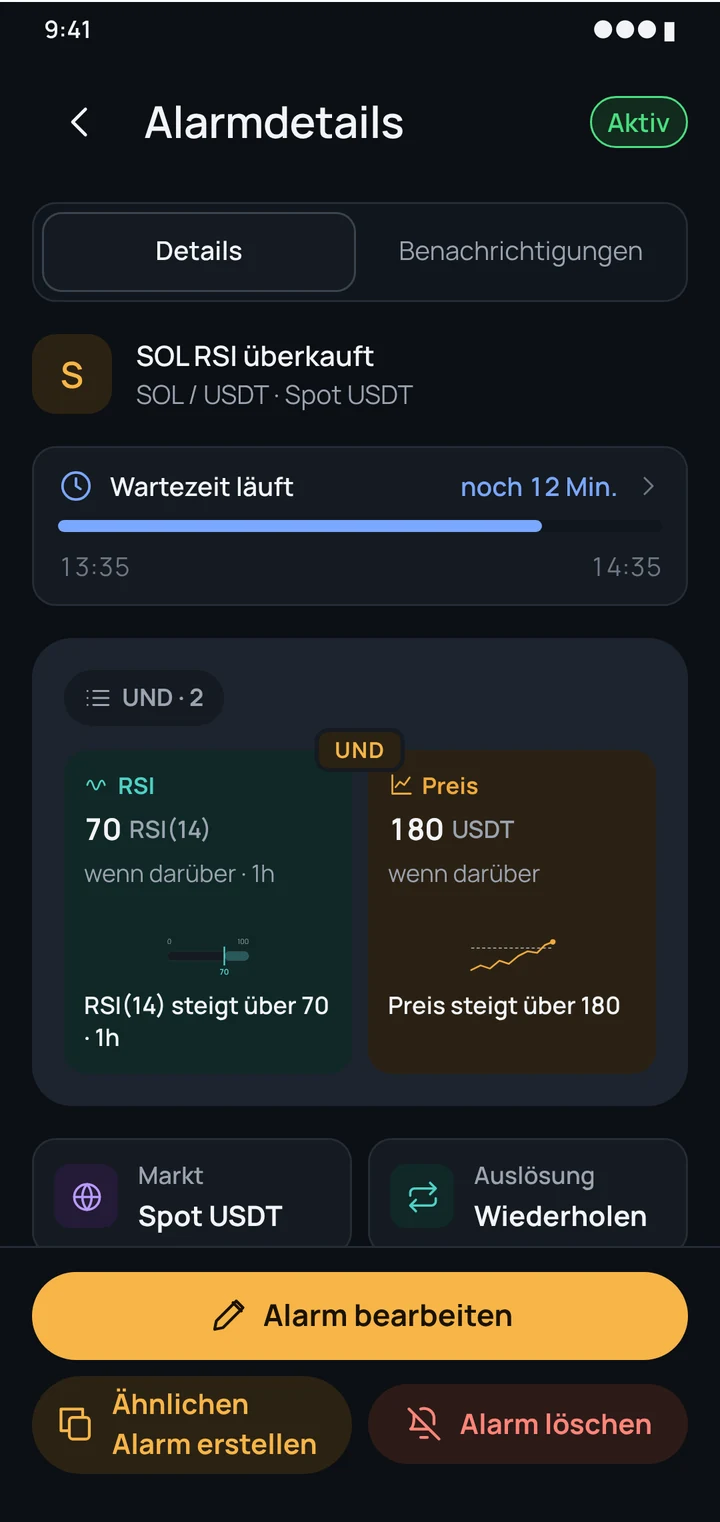 9:41
Alarmdetails
Aktiv
Details
Benachrichtigungen
S
SOL RSI überkauft
SOL / USDT · Spot USDT
Wartezeit läuft
noch 12 Min.
13:35
14:35
UND · 2
UND
RSI
70 RSI(14)
wenn darüber · 1h
0
100
70
RSI(14) steigt über 70
· 1h
Preis
180 USDT
wenn darüber
Preis steigt über 180
Markt
Spot USDT
Auslösung
Wiederholen
Alarm bearbeiten
Ähnlichen
Alarm erstellen
Alarm löschen